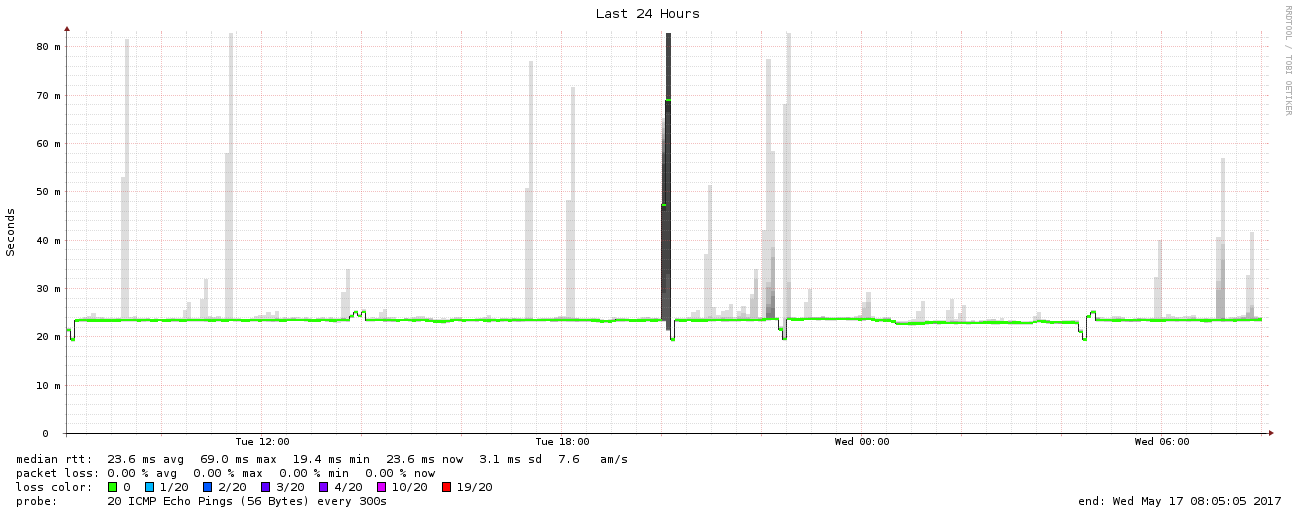 Last 24 Hours
RRDTOOL / TOBI OETIKER
Seconds
80 m
70 m
60 m
50 m
40 m
30 m
20 m
10 m
0
Tue 12:00 Tue 18:00 Wed 00:00 Wed 06:00
median rtt: 23.6 ms avg 69.0 ms max 19.4 ms min 23.6 ms now 3.1 ms sd 7.6 am/s
packet loss: 0.00 % avg 0.00 % max 0.00 % min 0.00 % now
loss color: 0 1/20 2/20 3/20 4/20 10/20 19/20
probe: 20 ICMP Echo Pings (56 Bytes) every 300s end: Wed May 17 08:05:05 2017